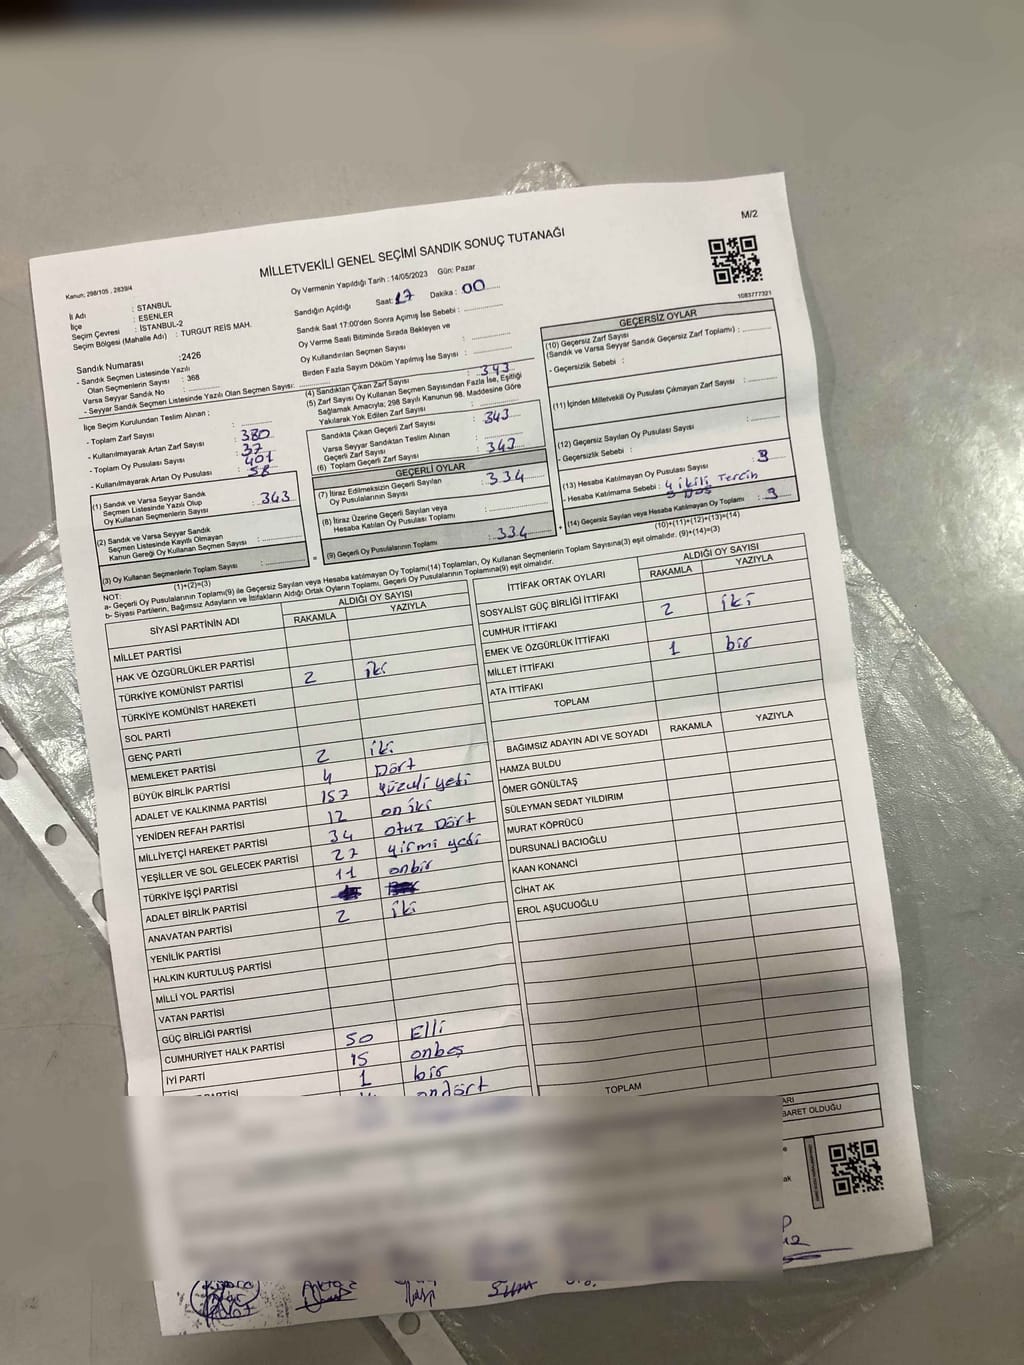 M/2
MİLLETVEKİLİ GENEL SEÇİMİ SANDIK SONUÇ TUTANAĞI
Kanun: 298/105 , 2839/4
Oy Vermenin Yapıldığı Tarih : 14/05/2023 Gün: Pazar
1083777321
İl Adı : STANBUL
İlçe : ESENLER
Seçim Çevresi : İSTANBUL-2
Seçim Bölgesi (Mahalle Adı) : TURGUT REİS MAH.
Sandığın Açıldığı Saat: 17 Dakika : 00
Sandık Saat 17:00'den Sonra Açılmış İse Sebebi :
Oy Verme Saati Bitiminde Sırada Bekleyen ve
Oy Kullandırılan Seçmen Sayısı :
Birden Fazla Sayım Döküm Yapılmış İse Sayısı :
Sandık Numarası :2426
- Sandık Seçmen Listesinde Yazılı
Olan Seçmenlerin Sayısı : 368
Varsa Seyyar Sandık No :
- Seyyar Sandık Seçmen Listesinde Yazılı Olan Seçmen Sayısı:
İlçe Seçim Kurulundan Teslim Alınan ;
- Toplam Zarf Sayısı : 380
- Kullanılmayarak Artan Zarf Sayısı : 37
- Toplam Oy Pusulası Sayısı : 401
- Kullanılmayarak Artan Oy Pusulası : 58
(1) Sandık ve Varsa Seyyar Sandık
Seçmen Listesinde Yazılı Olup
Oy Kullanan Seçmenlerin Sayısı : 343
(2) Sandık ve Varsa Seyyar Sandık
Seçmen Listesinde Kayıtlı Olmayan
Kanun Gereği Oy Kullanan Seçmen Sayısı :
(3) Oy Kullanan Seçmenlerin Toplam Sayısı :
(1)+(2)=(3)
(4) Sandıktan Çıkan Zarf Sayısı : 343
(5) Zarf Sayısı Oy Kullanan Seçmen Sayısından Fazla İse, Eşitliği
Sağlamak Amacıyla, 298 Sayılı Kanunun 98. Maddesine Göre
Yakılarak Yok Edilen Zarf Sayısı :
Sandıkta Çıkan Geçerli Zarf Sayısı : 343
Varsa Seyyar Sandıktan Teslim Alınan
Geçerli Zarf Sayısı :
(6) Toplam Geçerli Zarf Sayısı : 343
GEÇERLİ OYLAR
(7) İtiraz Edilmeksizin Geçerli Sayılan
Oy Pusulalarının Sayısı : 334
(8) İtiraz Üzerine Geçerli Sayılan veya
Hesaba Katılan Oy Pusulası Toplamı :
(9) Geçerli Oy Pusulalarının Toplamı : 334
GEÇERSİZ OYLAR
(10) Geçersiz Zarf Sayısı
(Sandık ve Varsa Seyyar Sandık Geçersiz Zarf Toplamı) :
- Geçersizlik Sebebi :
(11) İçinden Milletvekili Oy Pusulası Çıkmayan Zarf Sayısı :
(12) Geçersiz Sayılan Oy Pusulası Sayısı :
- Geçersizlik Sebebi :
(13) Hesaba Katılmayan Oy Pusulası Sayısı : 9
- Hesaba Katılmama Sebebi : 4 ikili Tercih
5 Boş
(14) Geçersiz Sayılan veya Hesaba Katılmayan Oy Toplamı : 9
(10)+(11)+(12)+(13)=(14)
NOT:
a- Geçerli Oy Pusulalarının Toplamı(9) ile Geçersiz Sayılan veya Hesaba katılmayan Oy Toplamı(14) Toplamları, Oy Kullanan Seçmenlerin Toplam Sayısına(3) eşit olmalıdır. (9)+(14)=(3)
b- Siyasi Partilerin, Bağımsız Adayların ve İttifakların Aldığı Ortak Oyların Toplamı, Geçerli Oy Pusulalarının Toplamına(9) eşit olmalıdır.
SİYASİ PARTİNİN ADI ALDIĞI OY SAYISI
RAKAMLA YAZIYLA
MİLLET PARTİSİ
HAK VE ÖZGÜRLÜKLER PARTİSİ
TÜRKİYE KOMÜNİST PARTİSİ 2 iki
TÜRKİYE KOMÜNİST HAREKETİ
SOL PARTİ
GENÇ PARTİ
MEMLEKET PARTİSİ 2 iki
BÜYÜK BİRLİK PARTİSİ 4 Dört
ADALET VE KALKINMA PARTİSİ 157 yüzelli yedi
YENİDEN REFAH PARTİSİ 12 on iki
MİLLİYETÇİ HAREKET PARTİSİ 34 otuz Dört
YEŞİLLER VE SOL GELECEK PARTİSİ 27 yirmi yedi
TÜRKİYE İŞÇİ PARTİSİ 11 onbir
ADALET BİRLİK PARTİSİ
ANAVATAN PARTİSİ 2 iki
YENİLİK PARTİSİ
HALKIN KURTULUŞ PARTİSİ
MİLLİ YOL PARTİSİ
VATAN PARTİSİ
GÜÇ BİRLİĞİ PARTİSİ
CUMHURİYET HALK PARTİSİ 50 Elli
İYİ PARTİ 15 onbeş
PARTİSİ 1 bir
ondört
İTTİFAK ORTAK OYLARI ALDIĞI OY SAYISI
RAKAMLA YAZIYLA
SOSYALİST GÜÇ BİRLİĞİ İTTİFAKI
CUMHUR İTTİFAKI 2 iki
EMEK VE ÖZGÜRLÜK İTTİFAKI
MİLLET İTTİFAKI 1 bir
ATA İTTİFAKI
TOPLAM
BAĞIMSIZ ADAYIN ADI VE SOYADI RAKAMLA YAZIYLA
HAMZA BULDU
ÖMER GÖNÜLTAŞ
SÜLEYMAN SEDAT YILDIRIM
MURAT KÖPRÜCÜ
DURSUNALİ BACIOĞLU
KAAN KONANCİ
CİHAT AK
EROL AŞUCUOĞLU
TOPLAM
BARET OLDUĞU